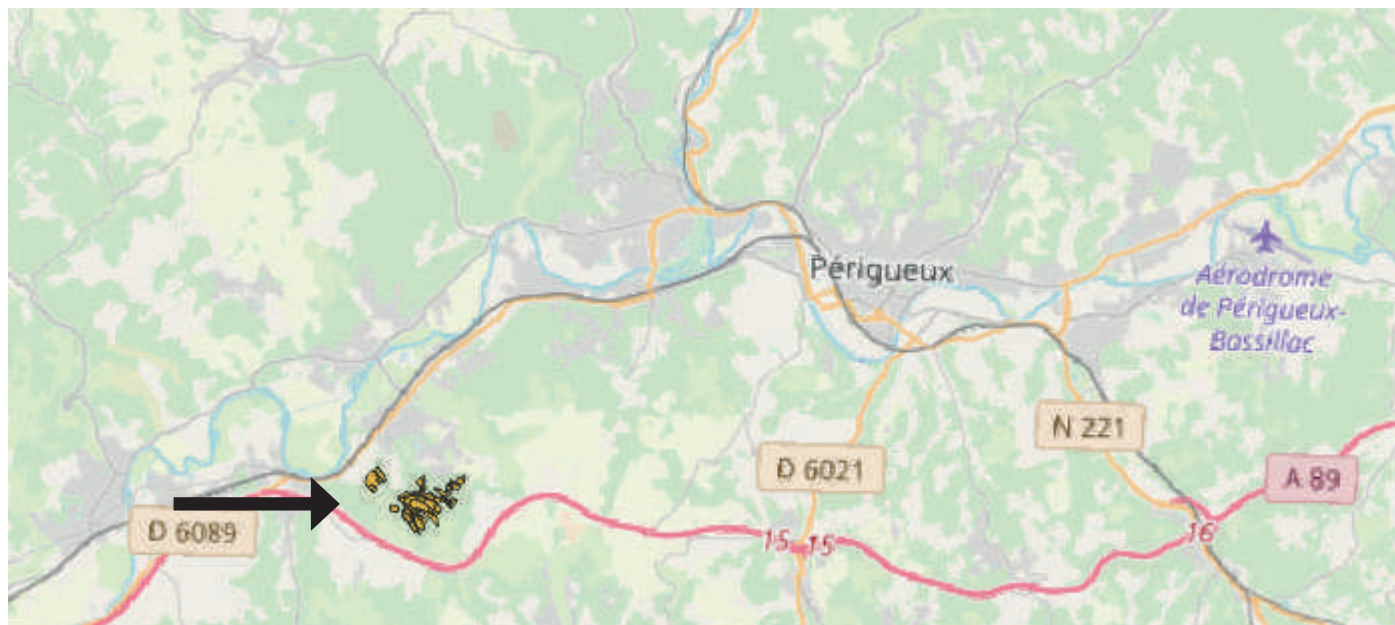 Périgueux
Aérodrome
de Périgueux-
Bassillac
N 221
D 6021
A 89
D 6089
15
15
16